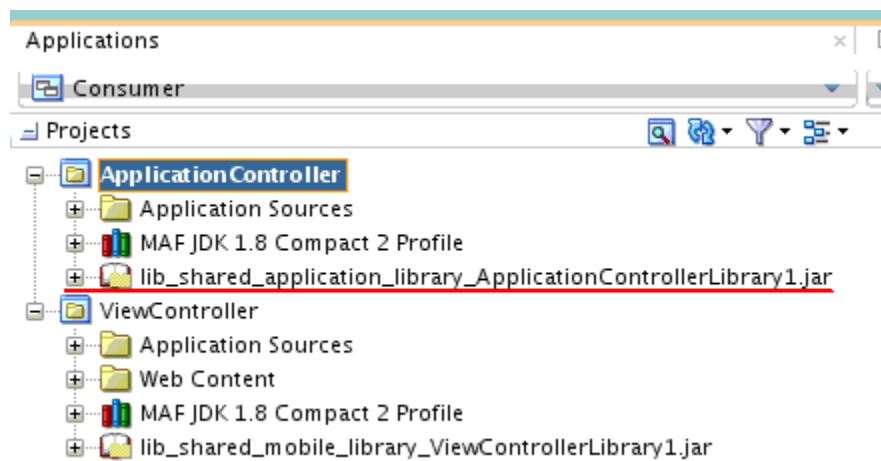 Applications
Consumer
Projects
ApplicationController
Application Sources
MAF JDK 1.8 Compact 2 Profile
lib_shared_application_library_ApplicationControllerLibrary1.jar
ViewController
Application Sources
Web Content
MAF JDK 1.8 Compact 2 Profile
lib_shared_mobile_library_ViewControllerLibrary1.jar